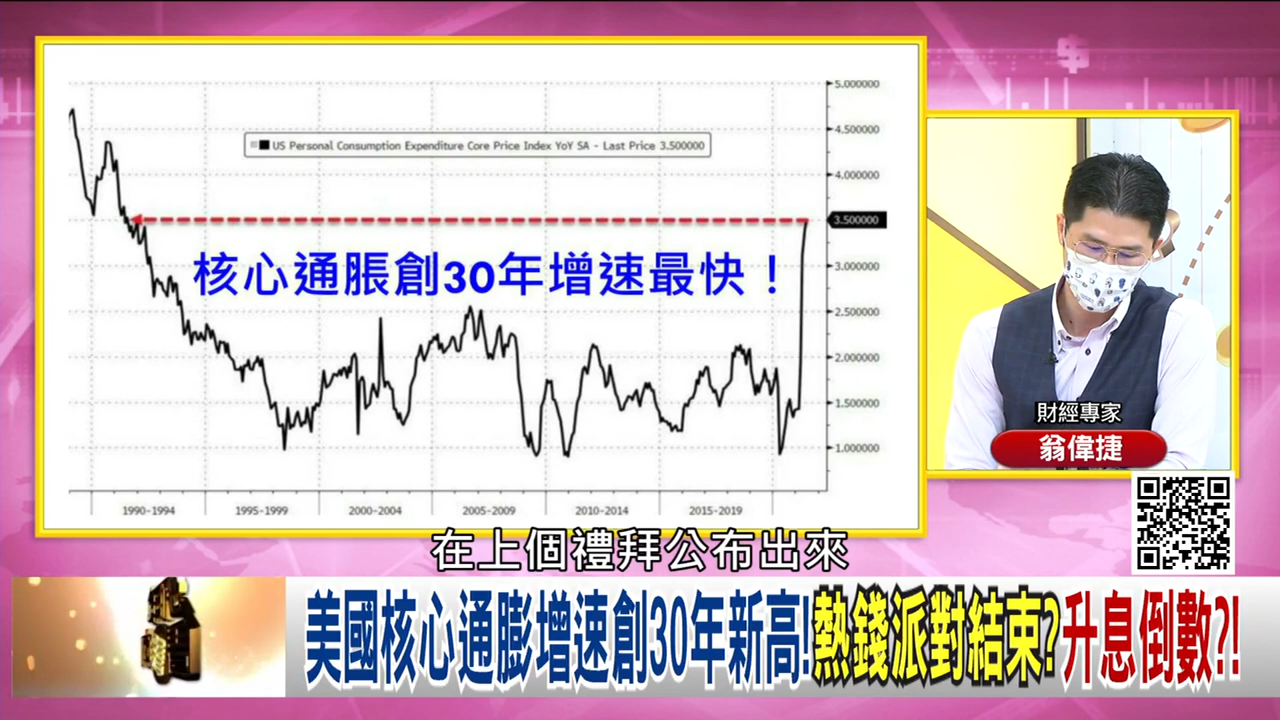 5.000000
4.500000
US Personal Consumption Expenditure Core Price Index YoY SA - Last Price 3.500000
4.000000
3.500000
核心通脹創30年增速最快！
3.000000
2.500000
2.000000
1.500000
1.000000
1990-1994
1995-1999
2000-2004
2005-2009
2010-2014
2015-2019
財經專家
翁偉捷
在上個禮拜公布出來
美國核心通膨增速創30年新高!熱錢派對結束?升息倒數?!